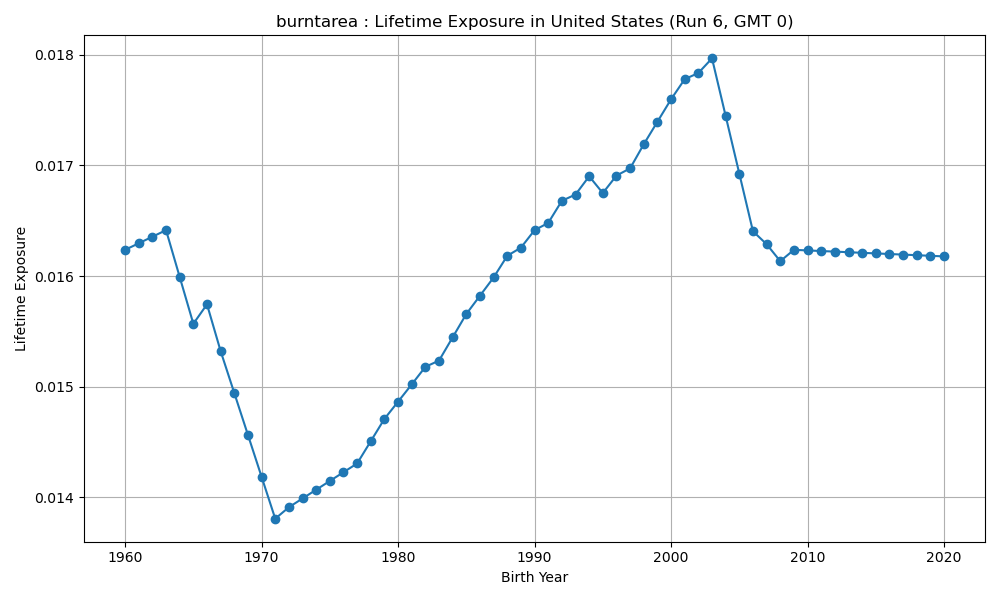 burntarea : Lifetime Exposure in United States (Run 6, GMT 0)
0.018
0.017
0.016
0.015
0.014
Lifetime Exposure
1960 1970 1980 1990 2000 2010 2020
Birth Year